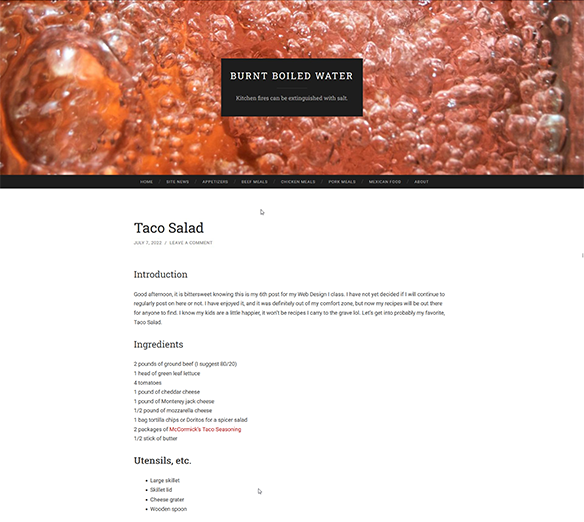 BURNT BOILED WATER
Kitchen fires can be extinguished with salt.
HOME / SITE NEWS / APPETIZERS / BEEF MEALS / CHICKEN MEALS / PORK MEALS / MEXICAN FOOD / ABOUT
Taco Salad
JULY 7, 2022 / LEAVE A COMMENT
Introduction
Good afternoon, it is bittersweet knowing this is my 6th post for my Web Design I class. I have not yet decided if I will continue to
regularly post on here or not. I have enjoyed it, and it was definitely out of my comfort zone, but now my recipes will be out there
for anyone to find. I know my kids are a little happier, it won't be recipes I carry to the grave lol. Let's get into probably my favorite,
Taco Salad.
Ingredients
2 pounds of ground beef (I suggest 80/20)
1 head of green leaf lettuce
4 tomatoes
1 pound of cheddar cheese
1 pound of Monterey jack cheese
1/2 pound of mozzarella cheese
1 bag tortilla chips or Doritos for a spicer salad
2 packages of McCormick's Taco Seasoning
1/2 stick of butter
Utensils, etc.
• Large skillet
• Skillet lid
• Cheese grater
• Wooden spoon